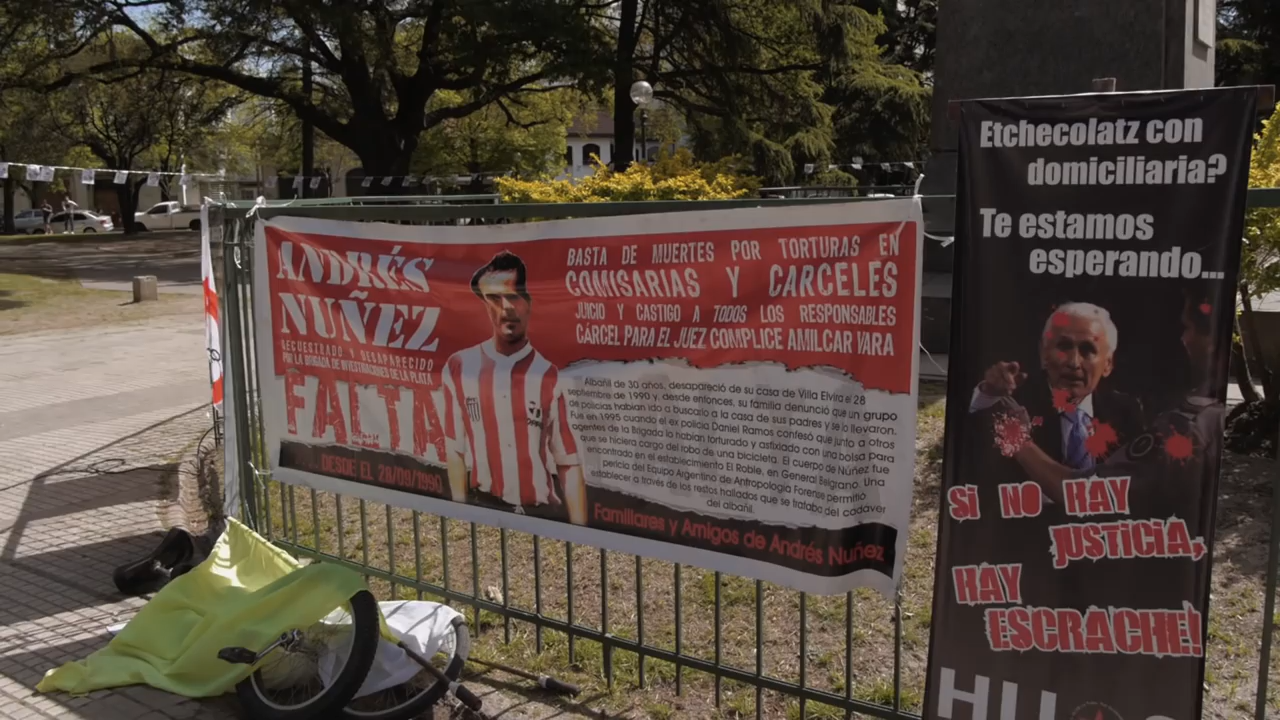 ANDRÉS
NUÑEZ
SECUESTRADO Y DESAPARECIDO
POR LA BRIGADA DE INVESTIGACIONES DE LA PLATA
FALTA
.... DESDE EL 28/09/1990
BASTA DE MUERTES POR TORTURAS EN
COMISARIAS Y CARCELES
JUICIO Y CASTIGO A TODOS LOS RESPONSABLES
CÁRCEL PARA EL JUEZ COMPLICE AMILCAR VARA
Albañil de 30 años, desapareció de su casa de Villa Elvira el 28
septiembre de 1990 y, desde entonces, su familia denunció que un grupo
de policías habían ido a buscarlo a la casa de sus padres y se lo llevaron.
Fue en 1995 cuando el ex policía Daniel Ramos confesó que junto a otros
agentes de la Brigada lo habían torturado y asfixiado con una bolsa para
que se hiciera cargo del robo de una bicicleta. El cuerpo de Núñez fue
encontrado en el establecimiento El Roble, en General Belgrano. Una
pericia del Equipo Argentino de Antropología Forense permitió
establecer a través de los restos hallados que se trataba del cadaver
del albañil.
Familiares y Amigos de Andrés Nuñez
Etchecolatz con
domiciliaria?
Te estamos
esperando...
Si NO HAY
JUSTiCiA,
HAY
ESCRACHE!